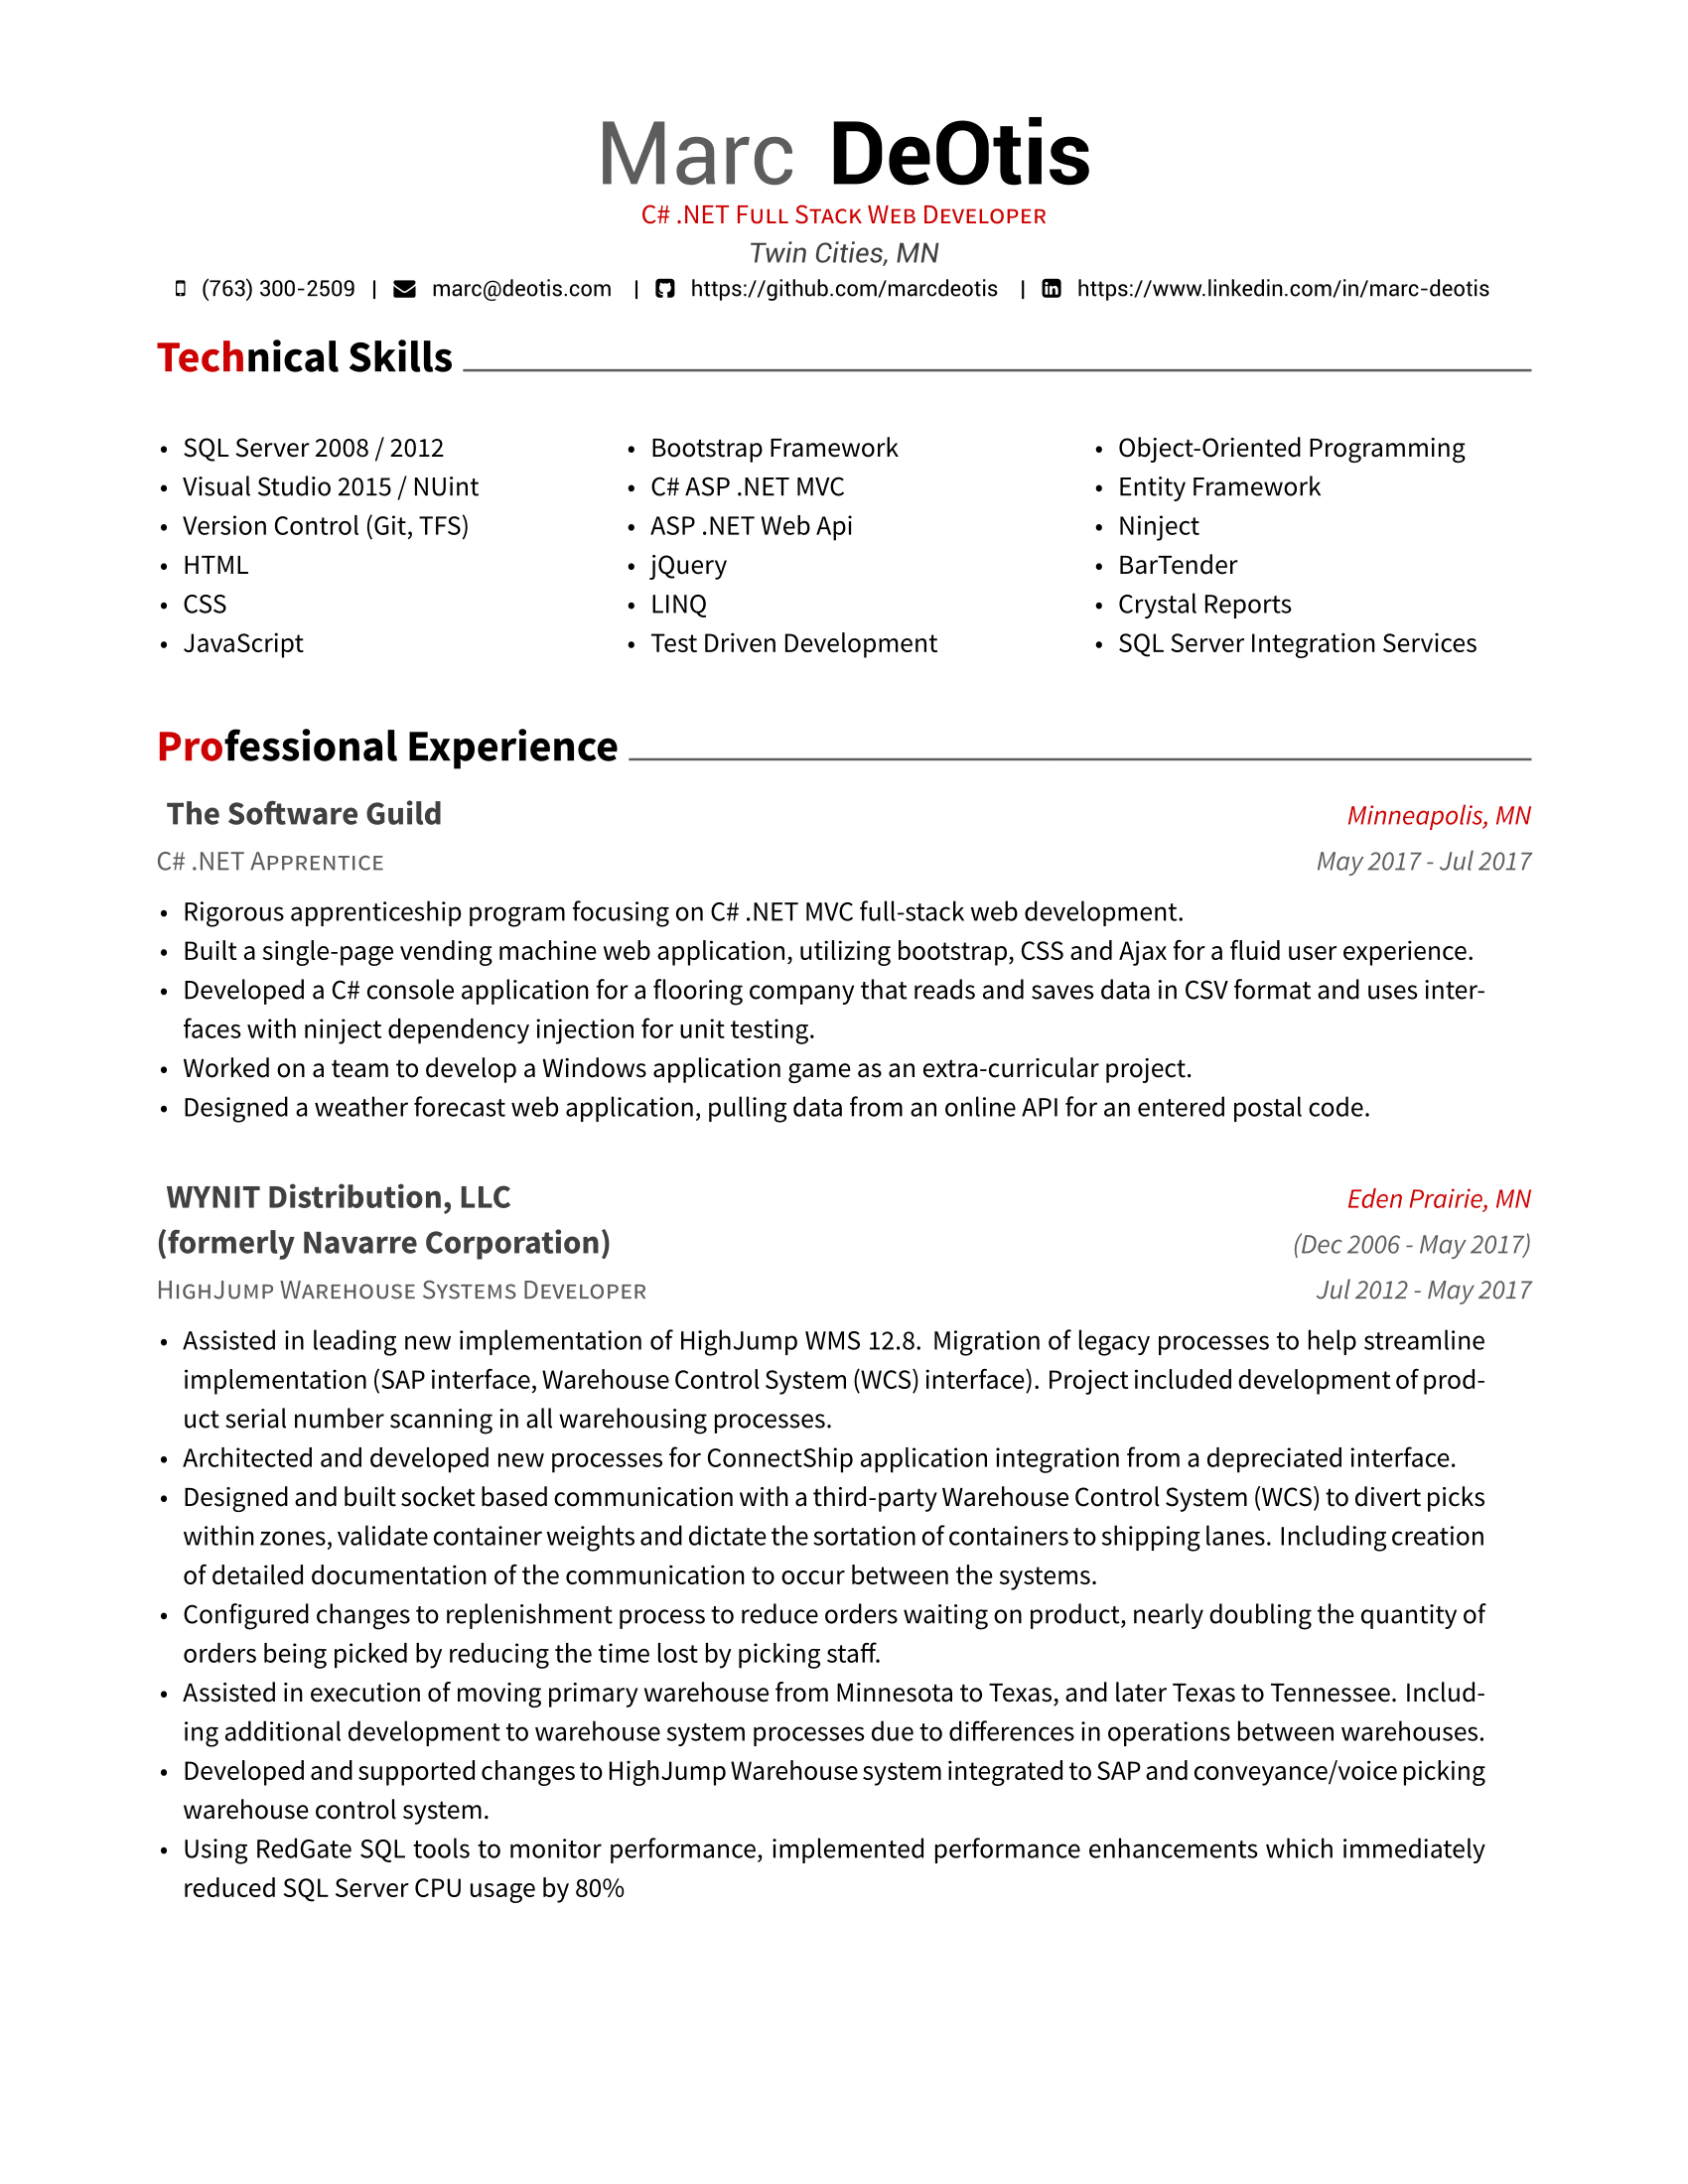 Marc DeOtis
C# .NET Full Stack Web Developer
Twin Cities, MN
(763) 300-2509 | marc@deotis.com | https://github.com/marcdeotis | https://www.linkedin.com/in/marc-deotis
Technical Skills
• SQL Server 2008 / 2012
• Visual Studio 2015 / NUint
• Version Control (Git, TFS)
• HTML
• CSS
• JavaScript
• Bootstrap Framework
• C# ASP .NET MVC
• ASP .NET Web Api
• jQuery
• LINQ
• Test Driven Development
• Object-Oriented Programming
• Entity Framework
• Ninject
• BarTender
• Crystal Reports
• SQL Server Integration Services
Professional Experience
The Software Guild Minneapolis, MN
C# .NET Apprentice May 2017 - Jul 2017
• Rigorous apprenticeship program focusing on C# .NET MVC full-stack web development.
• Built a single-page vending machine web application, utilizing bootstrap, CSS and Ajax for a fluid user experience.
• Developed a C# console application for a flooring company that reads and saves data in CSV format and uses inter-
faces with ninject dependency injection for unit testing.
• Worked on a team to develop a Windows application game as an extra-curricular project.
• Designed a weather forecast web application, pulling data from an online API for an entered postal code.
WYNIT Distribution, LLC Eden Prairie, MN
(formerly Navarre Corporation) (Dec 2006 - May 2017)
HighJump Warehouse Systems Developer Jul 2012 - May 2017
• Assisted in leading new implementation of HighJump WMS 12.8. Migration of legacy processes to help streamline
implementation (SAP interface, Warehouse Control System (WCS) interface). Project included development of prod-
uct serial number scanning in all warehousing processes.
• Architected and developed new processes for ConnectShip application integration from a depreciated interface.
• Designed and built socket based communication with a third-party Warehouse Control System (WCS) to divert picks
within zones, validate container weights and dictate the sortation of containers to shipping lanes. Including creation
of detailed documentation of the communication to occur between the systems.
• Configured changes to replenishment process to reduce orders waiting on product, nearly doubling the quantity of
orders being picked by reducing the time lost by picking staff.
• Assisted in execution of moving primary warehouse from Minnesota to Texas, and later Texas to Tennessee. Includ-
ing additional development to warehouse system processes due to differences in operations between warehouses.
• Developed and supported changes to HighJump Warehouse system integrated to SAP and conveyance/voice picking
warehouse control system.
• Using RedGate SQL tools to monitor performance, implemented performance enhancements which immediately
reduced SQL Server CPU usage by 80%